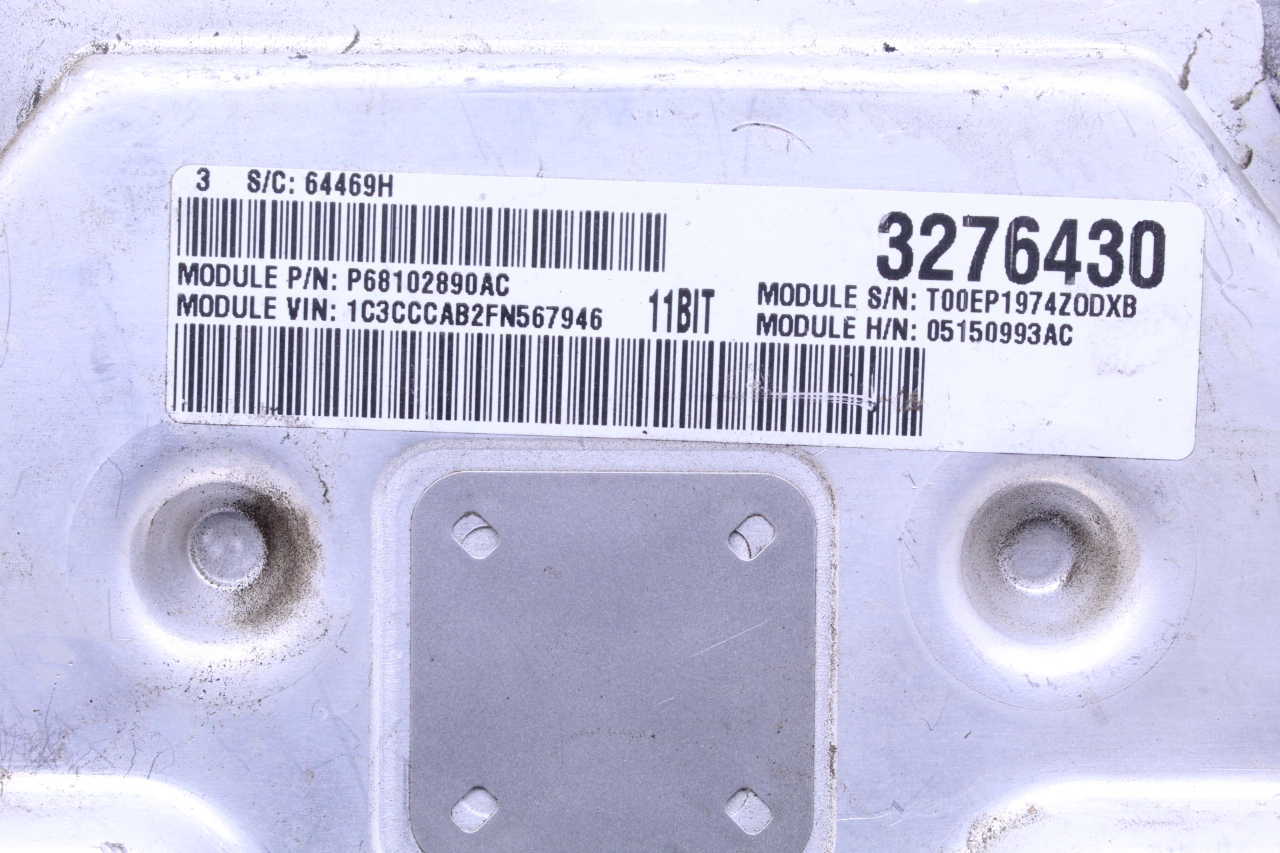 3 S/C: 64469H
3276430
MODULE P/N: P68102890AC
MODULE VIN: 1C3CCCAB2FN567946
11BIT
MODULE S/N: T00EP1974Z0DXB
MODULE H/N: 05150993AC